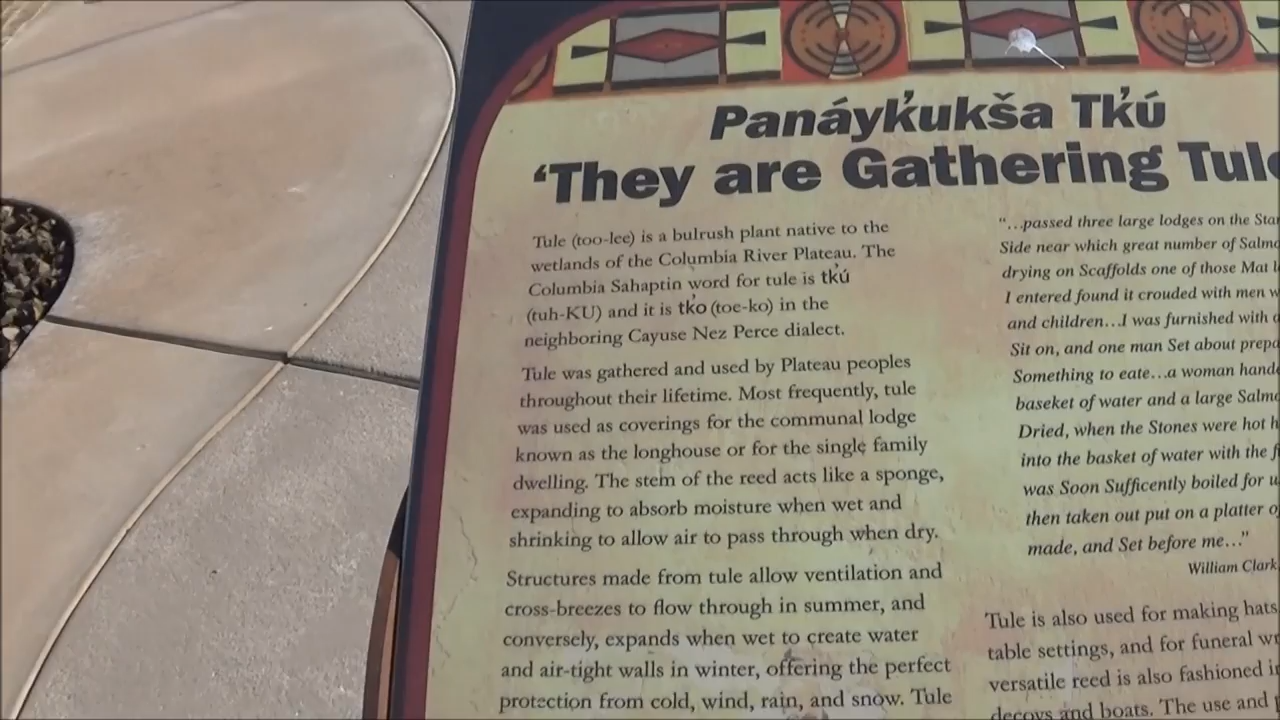 Panáyk̓ukša Tk̓ú
‘They are Gathering
Tule (too-lee) is a bulrush plant native to the
wetlands of the Columbia River Plateau. The
Columbia Sahaptin word for tule is tk̓ú
(tuh-KU) and it is tk̓o (toe-ko) in the
neighboring Cayuse Nez Perce dialect.
Tule was gathered and used by Plateau peoples
throughout their lifetime. Most frequently, tule
was used as coverings for the communal lodge
known as the longhouse or for the single family
dwelling. The stem of the reed acts like a sponge,
expanding to absorb moisture when wet and
shrinking to allow air to pass through when dry.
Structures made from tule allow ventilation and
cross-breezes to flow through in summer, and
conversely, expands when wet to create water
and air-tight walls in winter, offering the perfect
protection from cold, wind, rain, and snow. Tule
“…passed three large lodges on the
Side near which great number of
drying on Scaffolds one of those Mat
I entered found it crouded with men
and children…I was furnished with
Sit on, and one man Set about
Something to eate…a woman
baseket of water and a large
Dried, when the Stones were hot
into the basket of water with the
was Soon Sufficently boiled for
then taken out put on a platter
made, and Set before me…”
William Clark
Tule is also used for making hats
table settings, and for funeral
versatile reed is also fashioned
decoys and boats. The use and